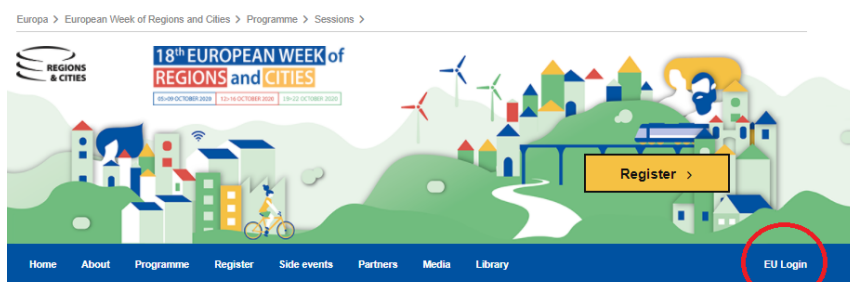 Europa > European Week of Regions and Cities > Programme > Sessions >
REGIONS
& CITIES
18th EUROPEAN WEEK of
REGIONS and CITIES
05>09 OCTOBER 2020 12>16 OCTOBER 2020 19>22 OCTOBER 2020
Register >
Home About Programme Register Side events Partners Media Library EU Login